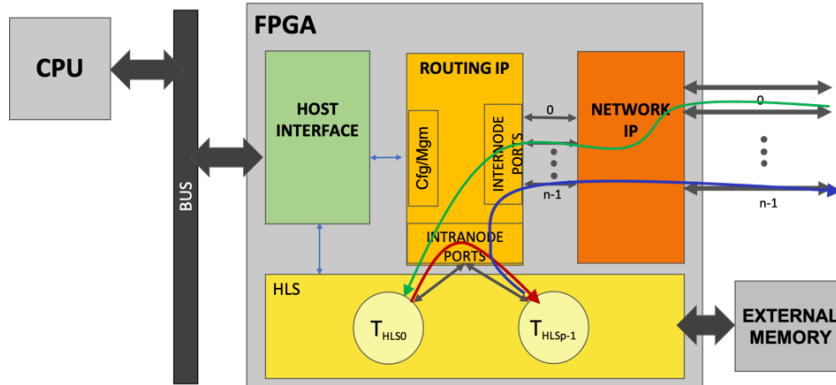 FPGA
CPU
BUS
HOST
INTERFACE
ROUTING IP
Cfg/Mgm
INTERNODE
PORTS
INTRANODE
PORTS
0
n-1
NETWORK
IP
0
n-1
HLS
THLS0
THLSp-1
EXTERNAL
MEMORY